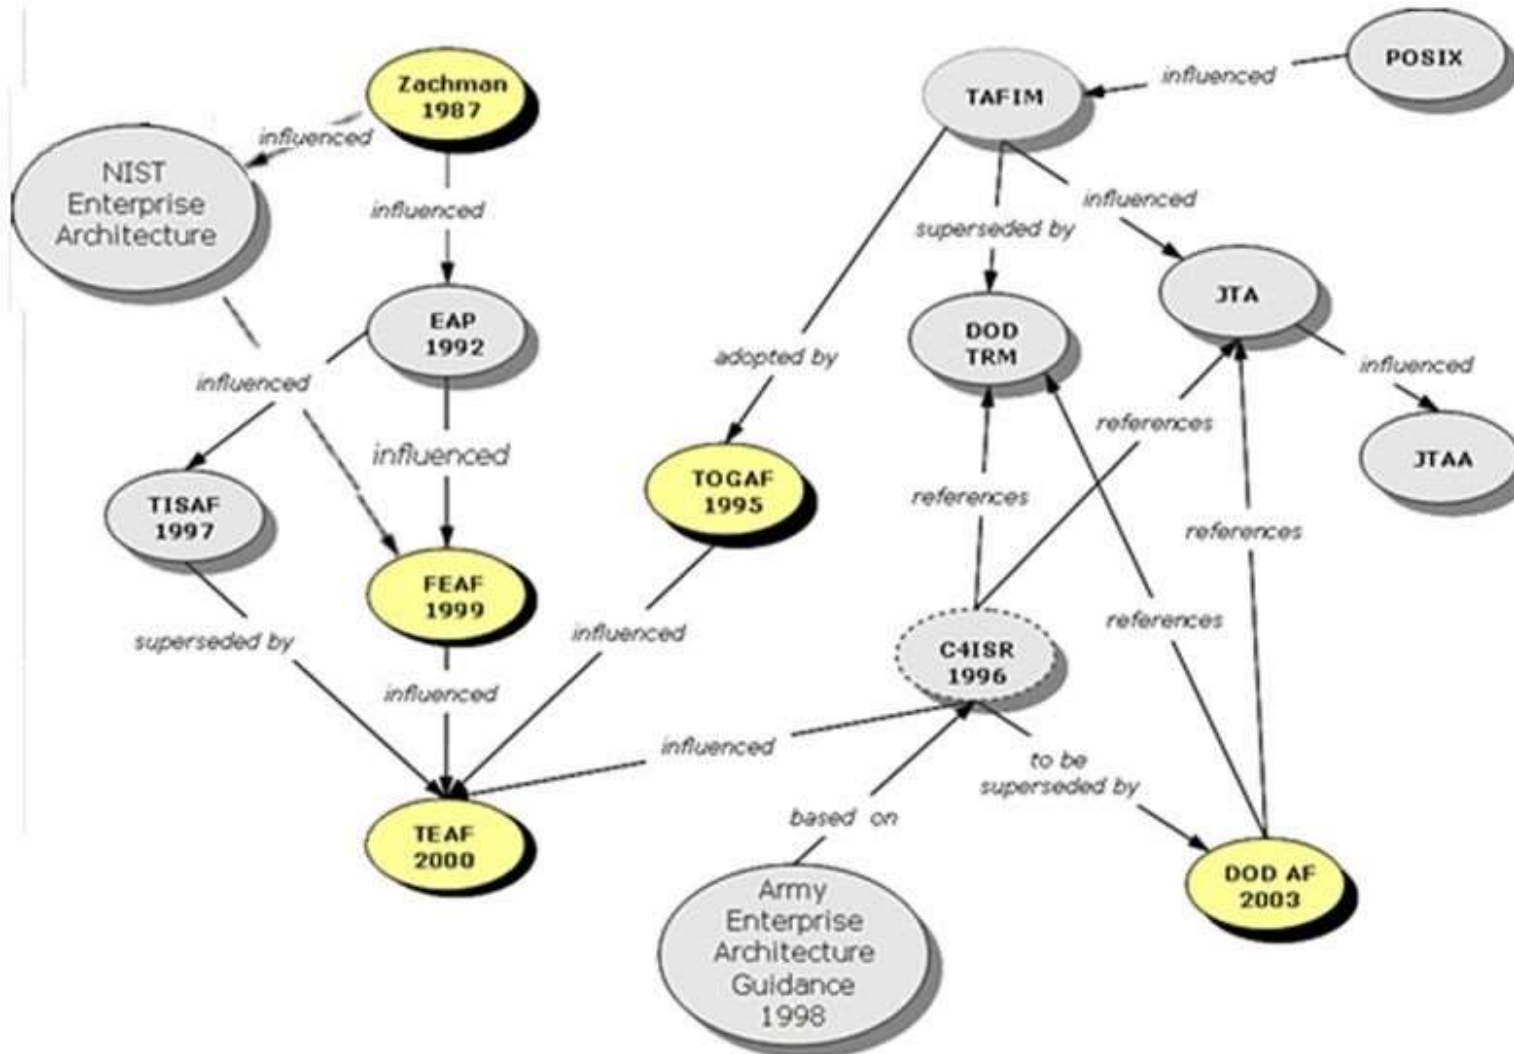 Zachman
1987
TAFIM
influenced
POSIX
influenced
NIST
Enterprise
Architecture
influenced
influenced
superseded by
EAP
1992
DOD
TRM
JTA
influenced
adopted by
influenced
influenced
references
JTAA
TISAF
1997
TOGAF
1995
references
references
FEAF
1999
superseded by
influenced
references
C4ISR
1996
influenced
influenced
to be
superseded by
based on
TEAF
2000
DOD AF
2003
Army
Enterprise
Architecture
Guidance
1998